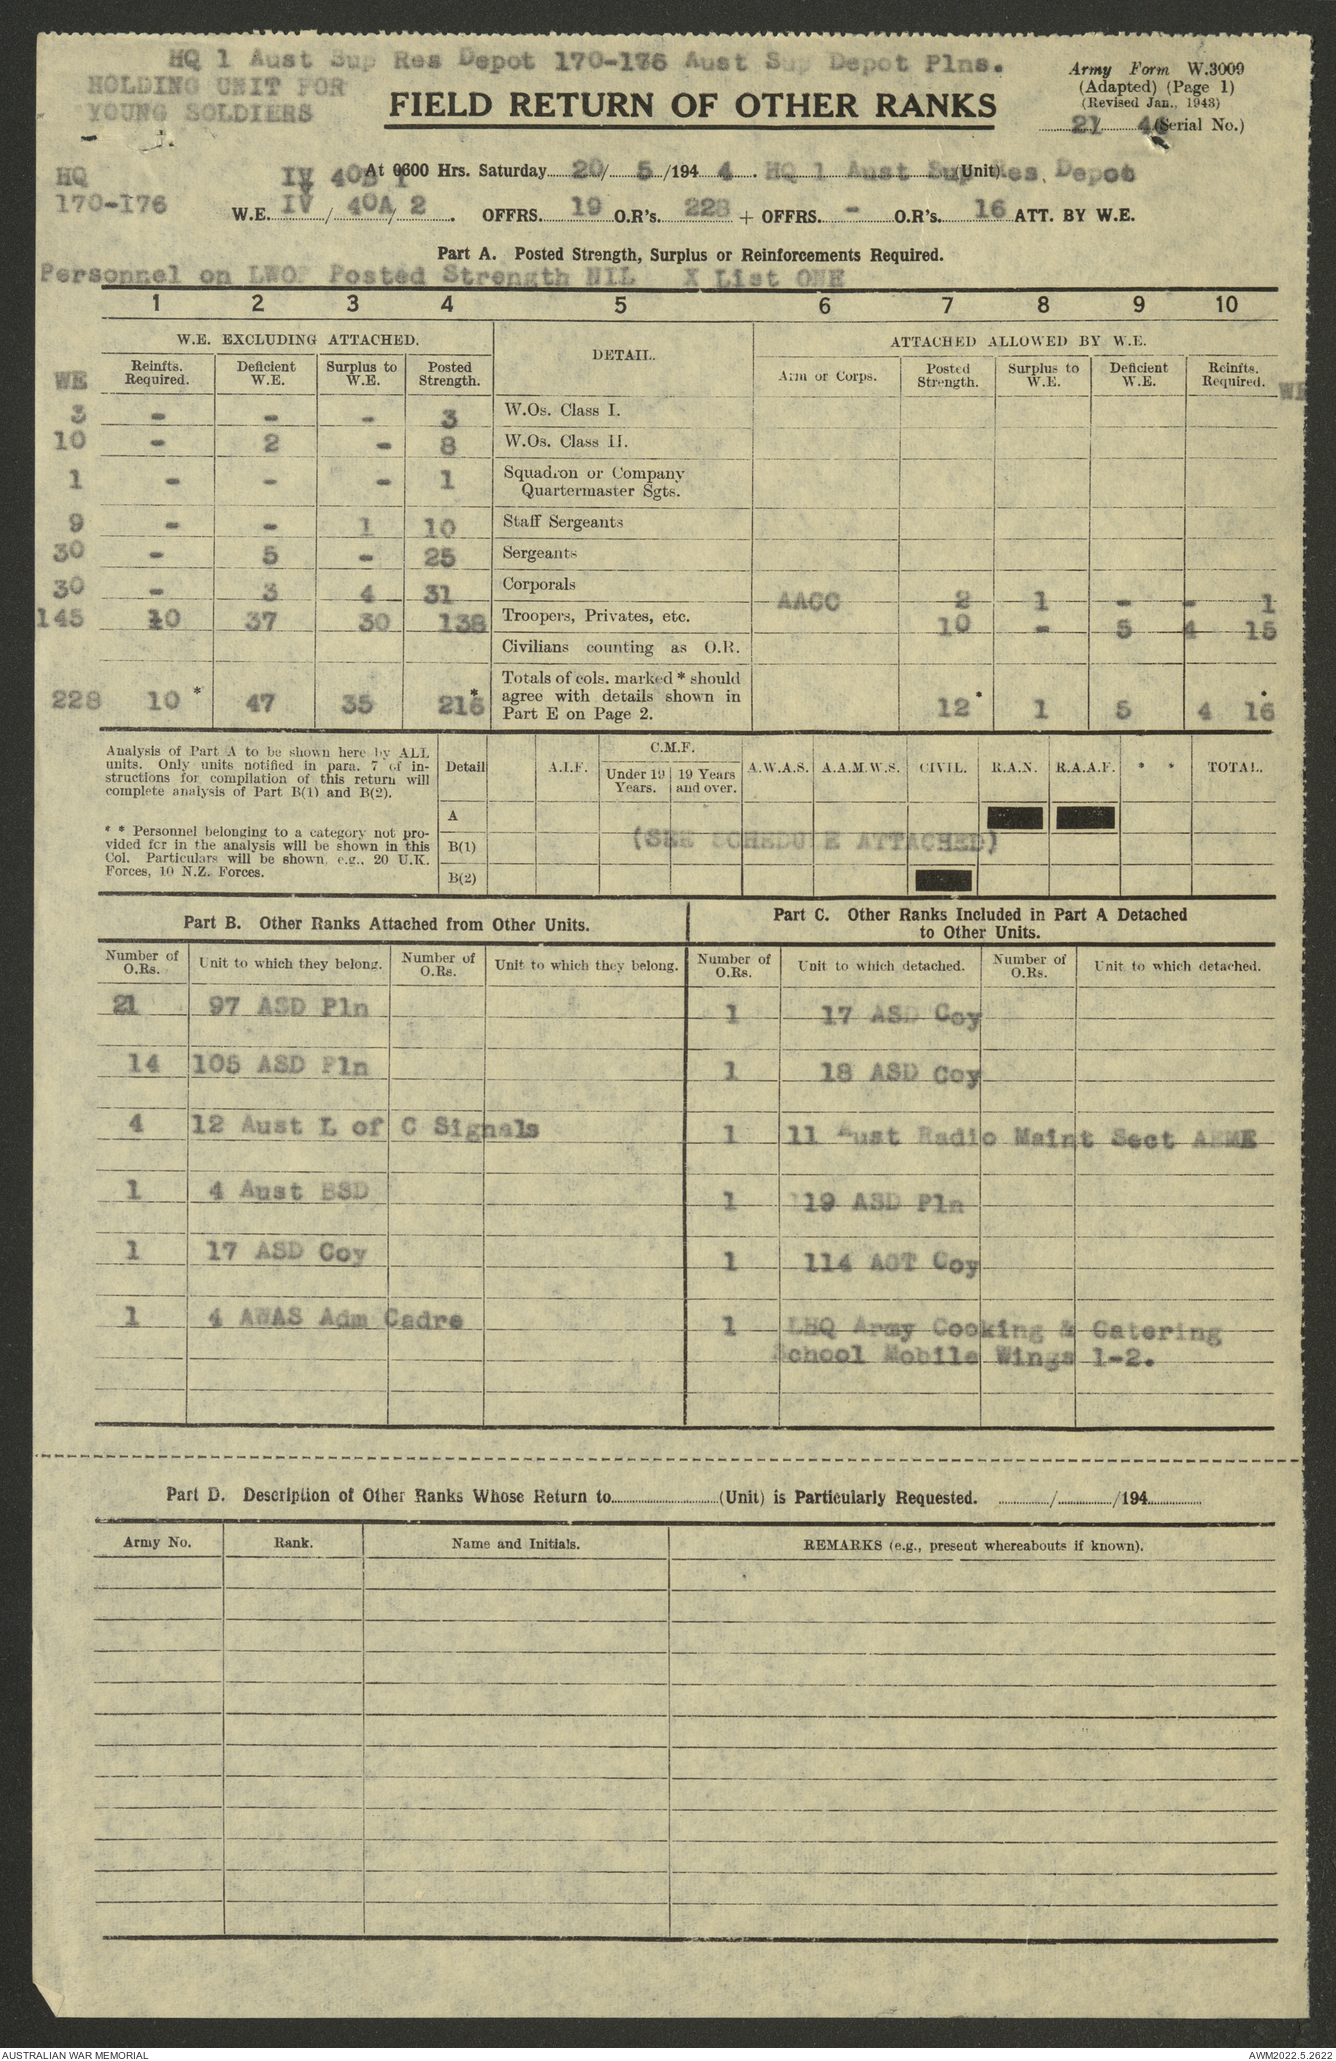 HQ 1 Aust Sup Res Depot 170-176 Aust Sup Depot Plns.
HOLDING UNIT FOR
YOUNG SOLDIERS
FIELD RETURN OF OTHER RANKS
Army Form W.3009
(Adapted) (Page 1)
(Revised Jan., 1943)
21 / (Serial No.)
HQ IV 40B 1 At 0600 Hrs. Saturday 20/ 5 /194 4 . HQ 1 Aust Sup Res Depot (Unit)
170-176 W.E. IV / 40A/ 2 . OFFRS. 19 O.R's. 228 + OFFRS. - O.R's. 16 ATT. BY W.E.
Part A. Posted Strength, Surplus or Reinforcements Required.
Personnel on LWOP Posted Strength NIL X List ONE
1 2 3 4 5 6 7 8 9 10
W.E. EXCLUDING ATTACHED. DETAIL. ATTACHED ALLOWED BY W.E.
WE Reinfts. Required. Deficient W.E. Surplus to W.E. Posted Strength. Arm or Corps. Posted Strength. Surplus to W.E. Deficient W.E. Reinfts. Required. WE
3 - - - 3 W.Os. Class I.
10 - 2 - 8 W.Os. Class II.
1 - - - 1 Squadron or Company
Quartermaster Sgts.
9 - - 1 10 Staff Sergeants
30 - 5 - 25 Sergeants
30 - 3 4 31 Corporals AAGC 2 1 - - 1
145 10 37 30 138 Troopers, Privates, etc. 10 - 5 4 15
Civilians counting as O.R.
228 10 * 47 35 216 * Totals of cols. marked * should
agree with details shown in
Part E on Page 2. 12 * 1 5 4 16 *
Analysis of Part A to be shown here by ALL
units. Only units notified in para. 7 of in-
structions for compilation of this return will
complete analysis of Part B(1) and B(2).
* * Personnel belonging to a category not pro-
vided for in the analysis will be shown in this
Col. Particulars will be shown, e.g., 20 U.K.
Forces, 10 N.Z. Forces.
Detail A.I.F. C.M.F. Under 19 Years. 19 Years and over. A.W.A.S. A.A.M.W.S. CIVIL. R.A.N. R.A.A.F. * * TOTAL.
A
B(1) (SEE SCHEDULE ATTACHED)
B(2)
Part B. Other Ranks Attached from Other Units.
Part C. Other Ranks Included in Part A Detached
to Other Units.
Number of O.Rs. Unit to which they belong. Number of O.Rs. Unit to which they belong. Number of O.Rs. Unit to which detached. Number of O.Rs. Unit to which detached.
21 97 ASD Pln 1 17 ASD Coy
14 105 ASD Pln 1 18 ASD Coy
4 12 Aust L of C Signals 1 11 Aust Radio Maint Sect AEME
1 4 Aust BSD 1 119 ASD Pln
1 17 ASD Coy 1 114 AGT Coy
1 4 AWAS Adm Cadre 1 LHQ Army Cooking & Catering
School Mobile Wings 1-2.
Part D. Description of Other Ranks Whose Return to (Unit) is Particularly Requested. / /194
Army No. Rank. Name and Initials. REMARKS (e.g., present whereabouts if known).
AUSTRALIAN WAR MEMORIAL AWM2022.5.2622